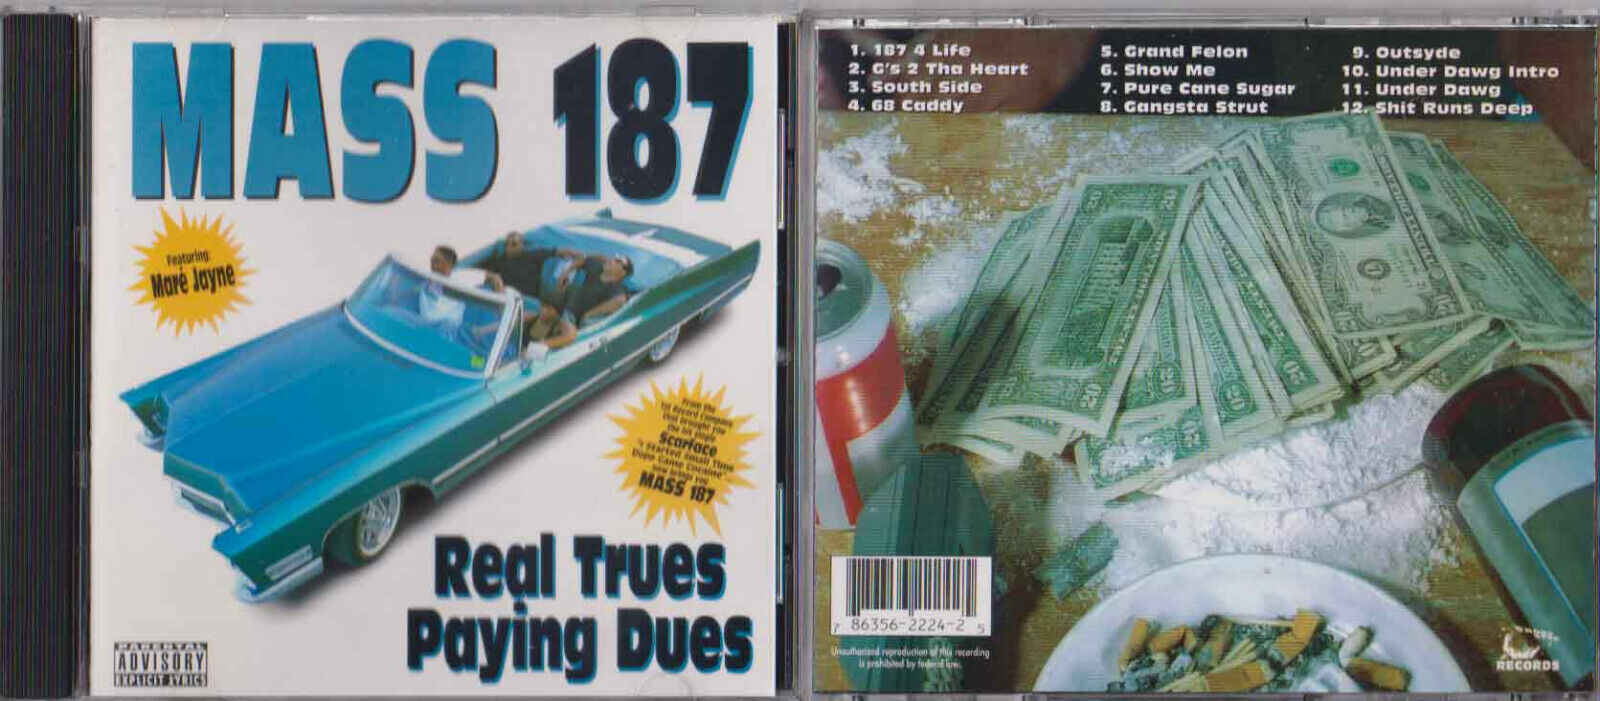 MASS 187
Featuring:
Maré Jayne
From the
1st Record Company
that brought you
the hit single
Scarface
"I Started Small Time
Dope Game Cocaine"
now brings you
MASS 187
Real Trues
Paying Dues
PARENTAL
ADVISORY
EXPLICIT LYRICS
1. 187 4 Life
2. G's 2 Tha Heart
3. South Side
4. 68 Caddy
5. Grand Felon
6. Show Me
7. Pure Cane Sugar
8. Gangsta Strut
9. Outsyde
10. Under Dawg Intro
11. Under Dawg
12. Shit Runs Deep
20
20
20
20
7 86356-2224-2 5
Unauthorized reproduction of this recording
is prohibited by federal law.
RECORDS